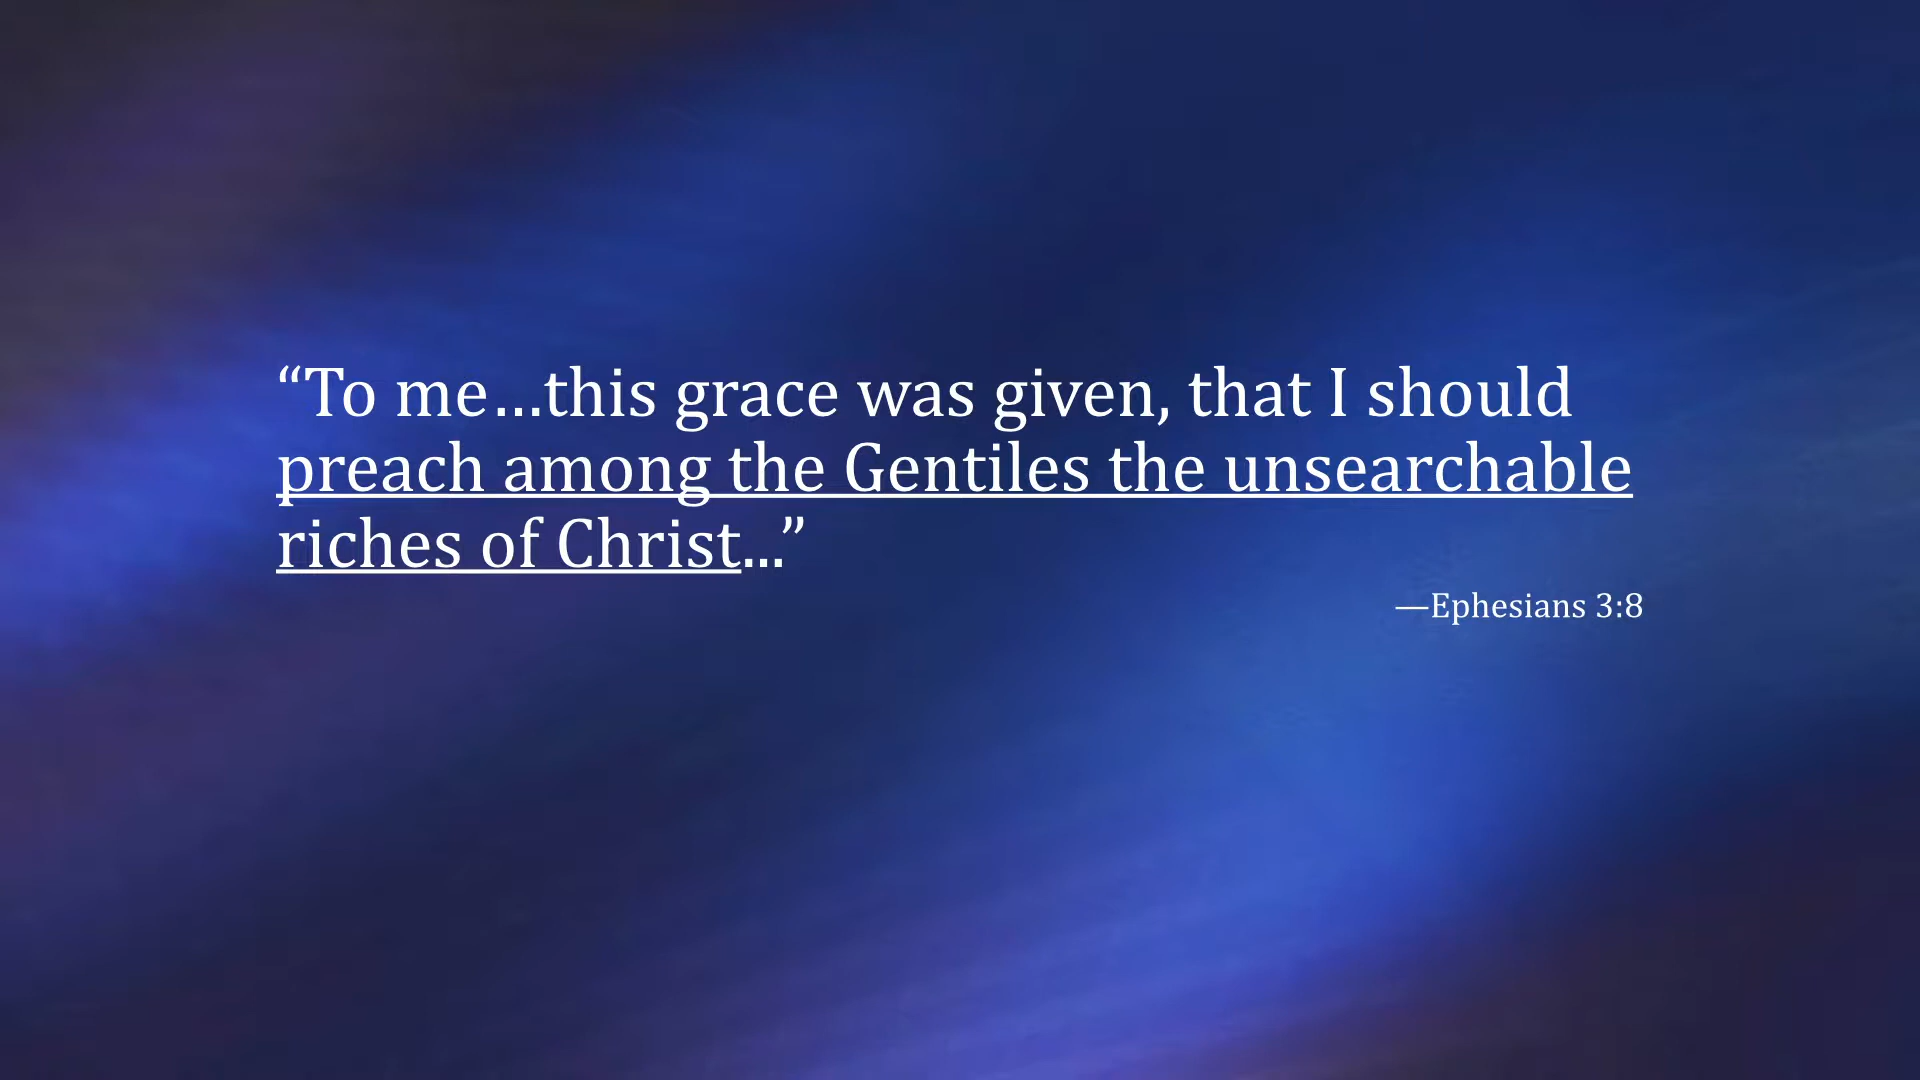 “To me…this grace was given, that I should
preach among the Gentiles the unsearchable
riches of Christ...”
—Ephesians 3:8